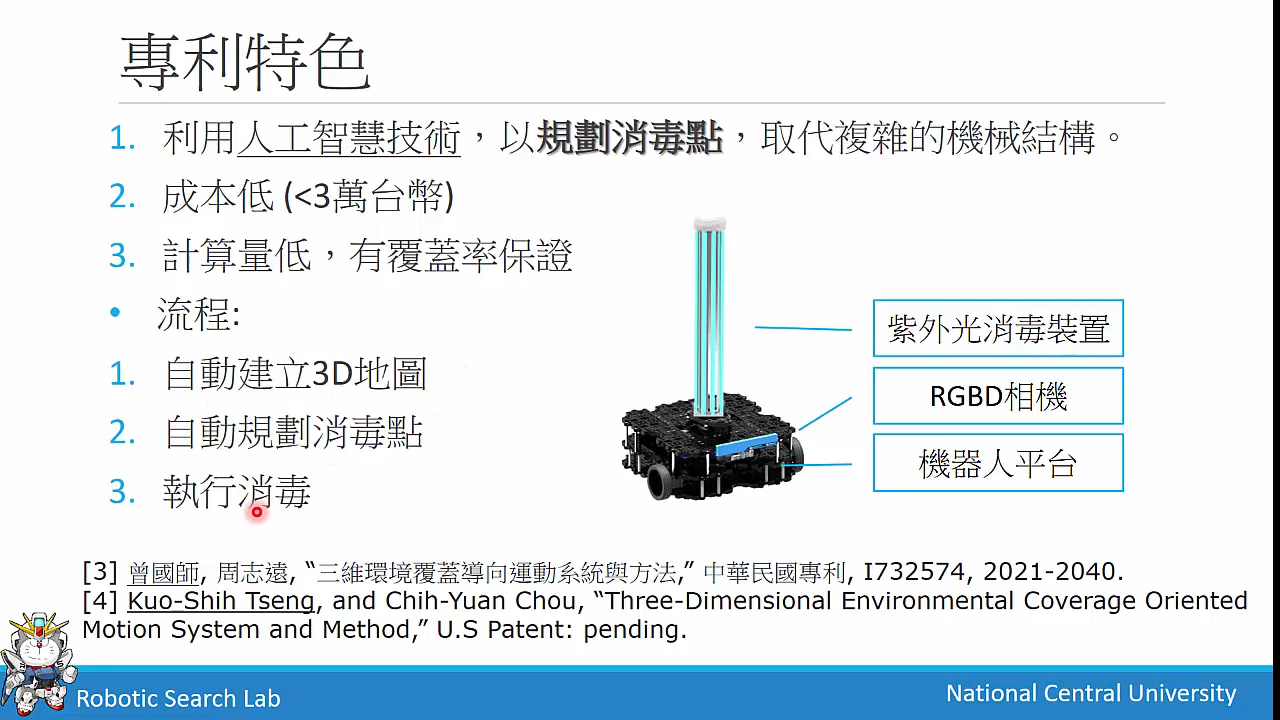 專利特色
1. 利用人工智慧技術，以規劃消毒點，取代複雜的機械結構。
2. 成本低 (<3萬台幣)
3. 計算量低，有覆蓋率保證
• 流程:
1. 自動建立3D地圖
2. 自動規劃消毒點
3. 執行消毒
紫外光消毒裝置
RGBD相機
機器人平台
[3] 曾國師, 周志遠, “三維環境覆蓋導向運動系統與方法,” 中華民國專利, I732574, 2021-2040.
[4] Kuo-Shih Tseng, and Chih-Yuan Chou, “Three-Dimensional Environmental Coverage Oriented
Motion System and Method,” U.S Patent: pending.
Robotic Search Lab
National Central University